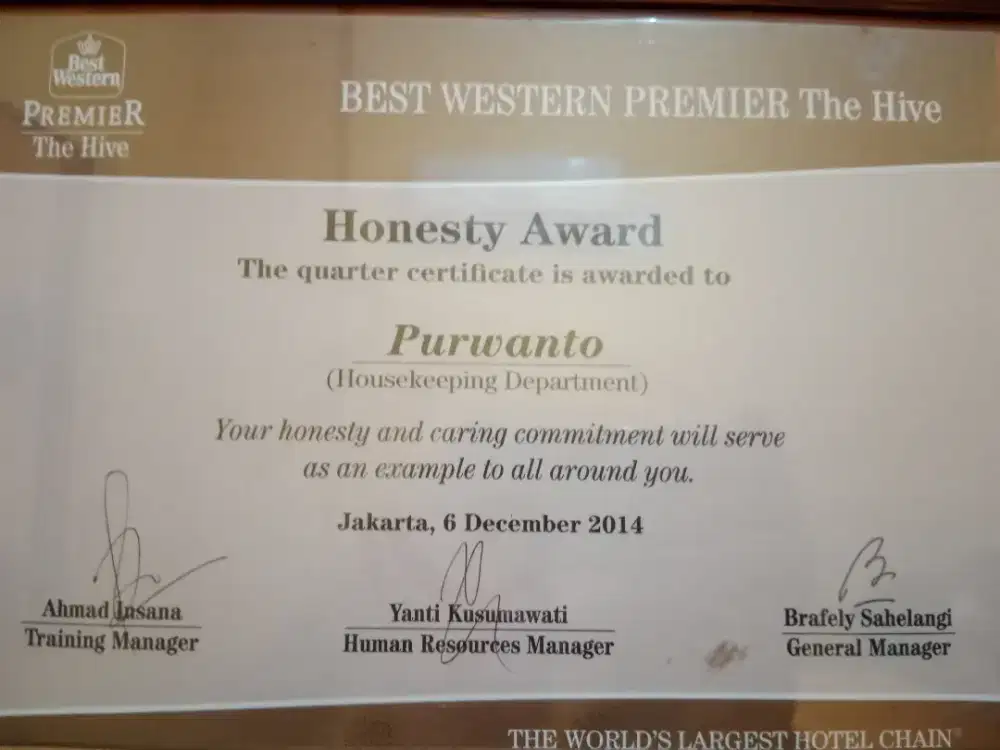 Best
Western
PREMIER
The Hive
BEST WESTERN PREMIER The Hive
Honesty Award
The quarter certificate is awarded to
Purwanto
(Housekeeping Department)
Your honesty and caring commitment will serve
as an example to all around you.
Jakarta, 6 December 2014
Ahmad Insana
Training Manager
Yanti Kusumawati
Human Resources Manager
Brafely Sahelangi
General Manager
THE WORLD'S LARGEST HOTEL CHAIN®